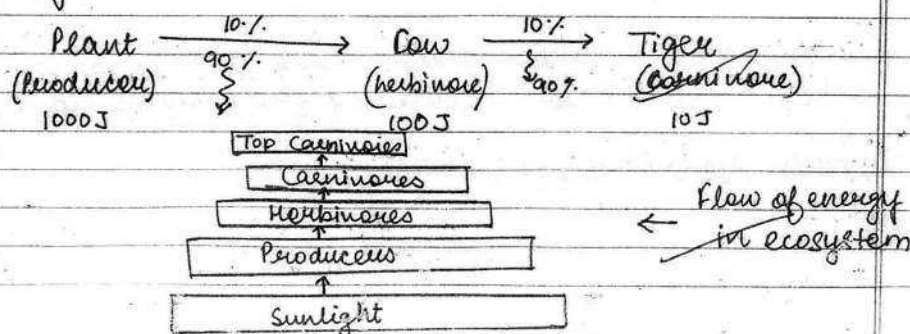 Plant 10% Cow 10% Tiger
90% 90%
(Producer) (herbivore) (carnivore)
1000J 100J 10J
Top Carnivores
Carnivores
Herbivores
Producers
Sunlight
← Flow of energy
in ecosystem